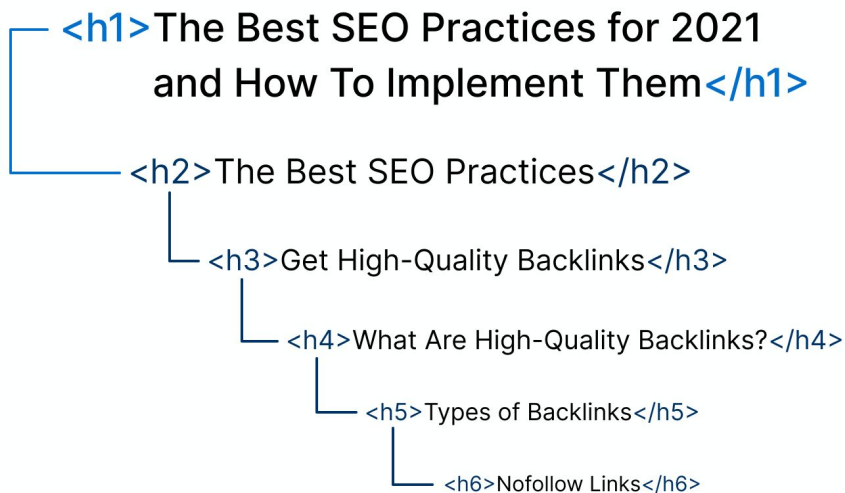 <h1>The Best SEO Practices for 2021
and How To Implement Them</h1>
<h2>The Best SEO Practices</h2>
<h3>Get High-Quality Backlinks</h3>
<h4>What Are High-Quality Backlinks?</h4>
<h5>Types of Backlinks</h5>
<h6>Nofollow Links</h6>